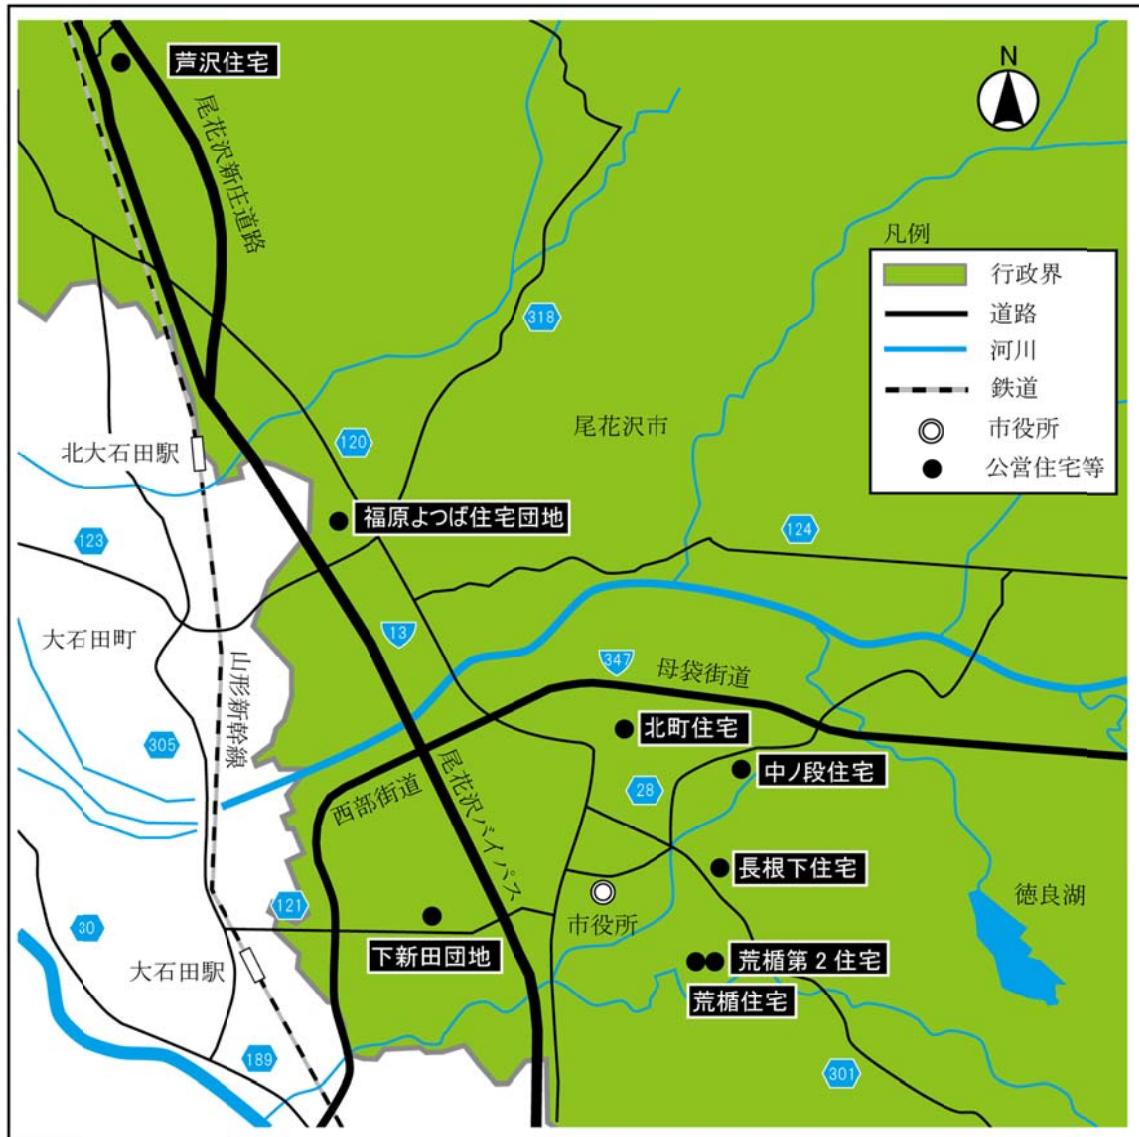 芦沢住宅
N
尾花沢新庄道路
凡例
行政界
道路
河川
鉄道
市役所
公営住宅等
318
尾花沢市
120
北大石田駅
福原よつば住宅団地
124
123
13
大石田町
347
母袋街道
山形新幹線
北町住宅
305
中ノ段住宅
28
西部街道
尾花沢バイパス
長根下住宅
徳良湖
121
市役所
30
下新田団地
荒楯第2住宅
大石田駅
荒楯住宅
189
301